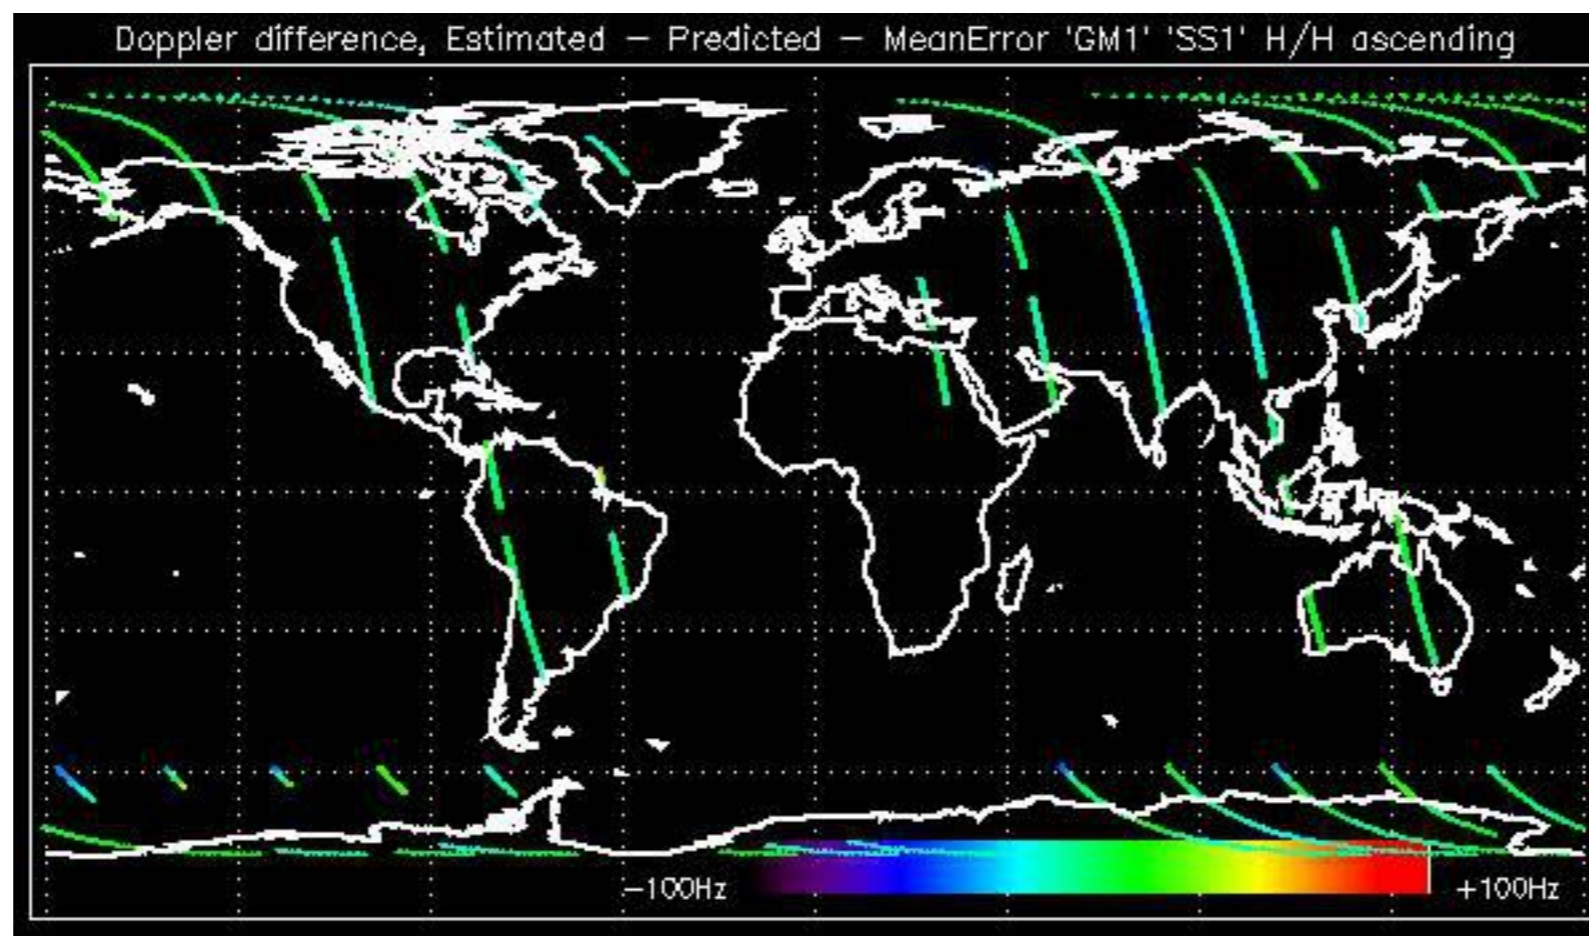 Doppler difference, Estimated – Predicted – MeanError 'GM1' 'SS1' H/H ascending
−100Hz
+100Hz